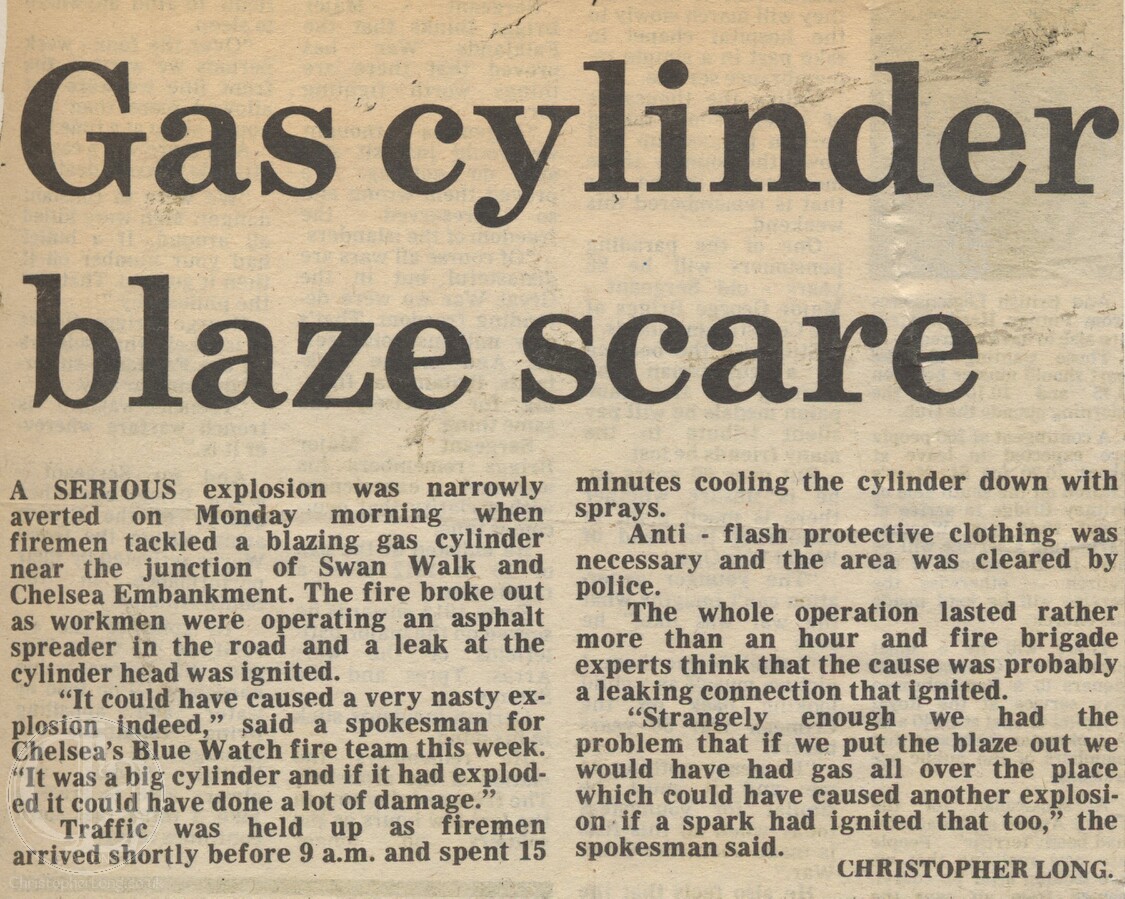 Gas cylinder
blaze scare
A SERIOUS explosion was narrowly
averted on Monday morning when
firemen tackled a blazing gas cylinder
near the junction of Swan Walk and
Chelsea Embankment. The fire broke out
as workmen were operating an asphalt
spreader in the road and a leak at the
cylinder head was ignited.
"It could have caused a very nasty ex-
plosion indeed," said a spokesman for
Chelsea's Blue Watch fire team this week.
"It was a big cylinder and if it had explod-
ed it could have done a lot of damage."
Traffic was held up as firemen
arrived shortly before 9 a.m. and spent 15
minutes cooling the cylinder down with
sprays.
Anti - flash protective clothing was
necessary and the area was cleared by
police.
The whole operation lasted rather
more than an hour and fire brigade
experts think that the cause was probably
a leaking connection that ignited.
"Strangely enough we had the
problem that if we put the blaze out we
would have had gas all over the place
which could have caused another explosi-
on if a spark had ignited that too," the
spokesman said.
CHRISTOPHER LONG.